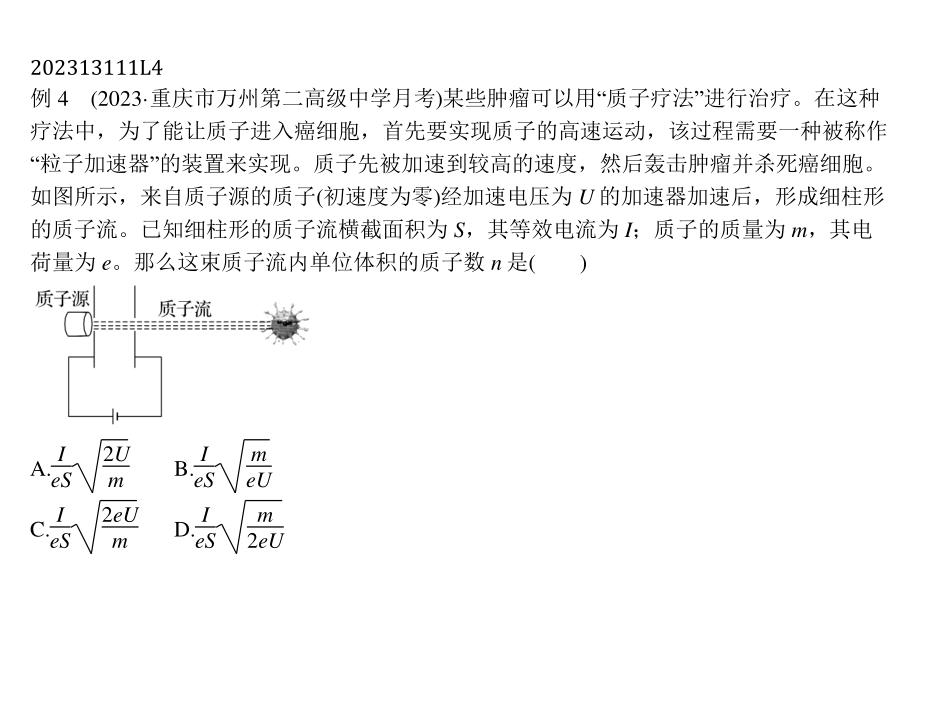 202313111L4
例 4　(2023·重庆市万州第二高级中学月考)某些肿瘤可以用“质子疗法”进行治疗。在这种
疗法中，为了能让质子进入癌细胞，首先要实现质子的高速运动，该过程需要一种被称作
“粒子加速器”的装置来实现。质子先被加速到较高的速度，然后轰击肿瘤并杀死癌细胞。
如图所示，来自质子源的质子(初速度为零)经加速电压为 U 的加速器加速后，形成细柱形
的质子流。已知细柱形的质子流横截面积为 S，其等效电流为 I；质子的质量为 m，其电
荷量为 e。那么这束质子流内单位体积的质子数 n 是(　　)
质子源
质子流
A.\frac{I}{eS}\sqrt{\frac{2U}{m}}　　B.\frac{I}{eS}\sqrt{\frac{m}{eU}}
C.\frac{I}{eS}\sqrt{\frac{2eU}{m}}　　D.\frac{I}{eS}\sqrt{\frac{m}{2eU}}